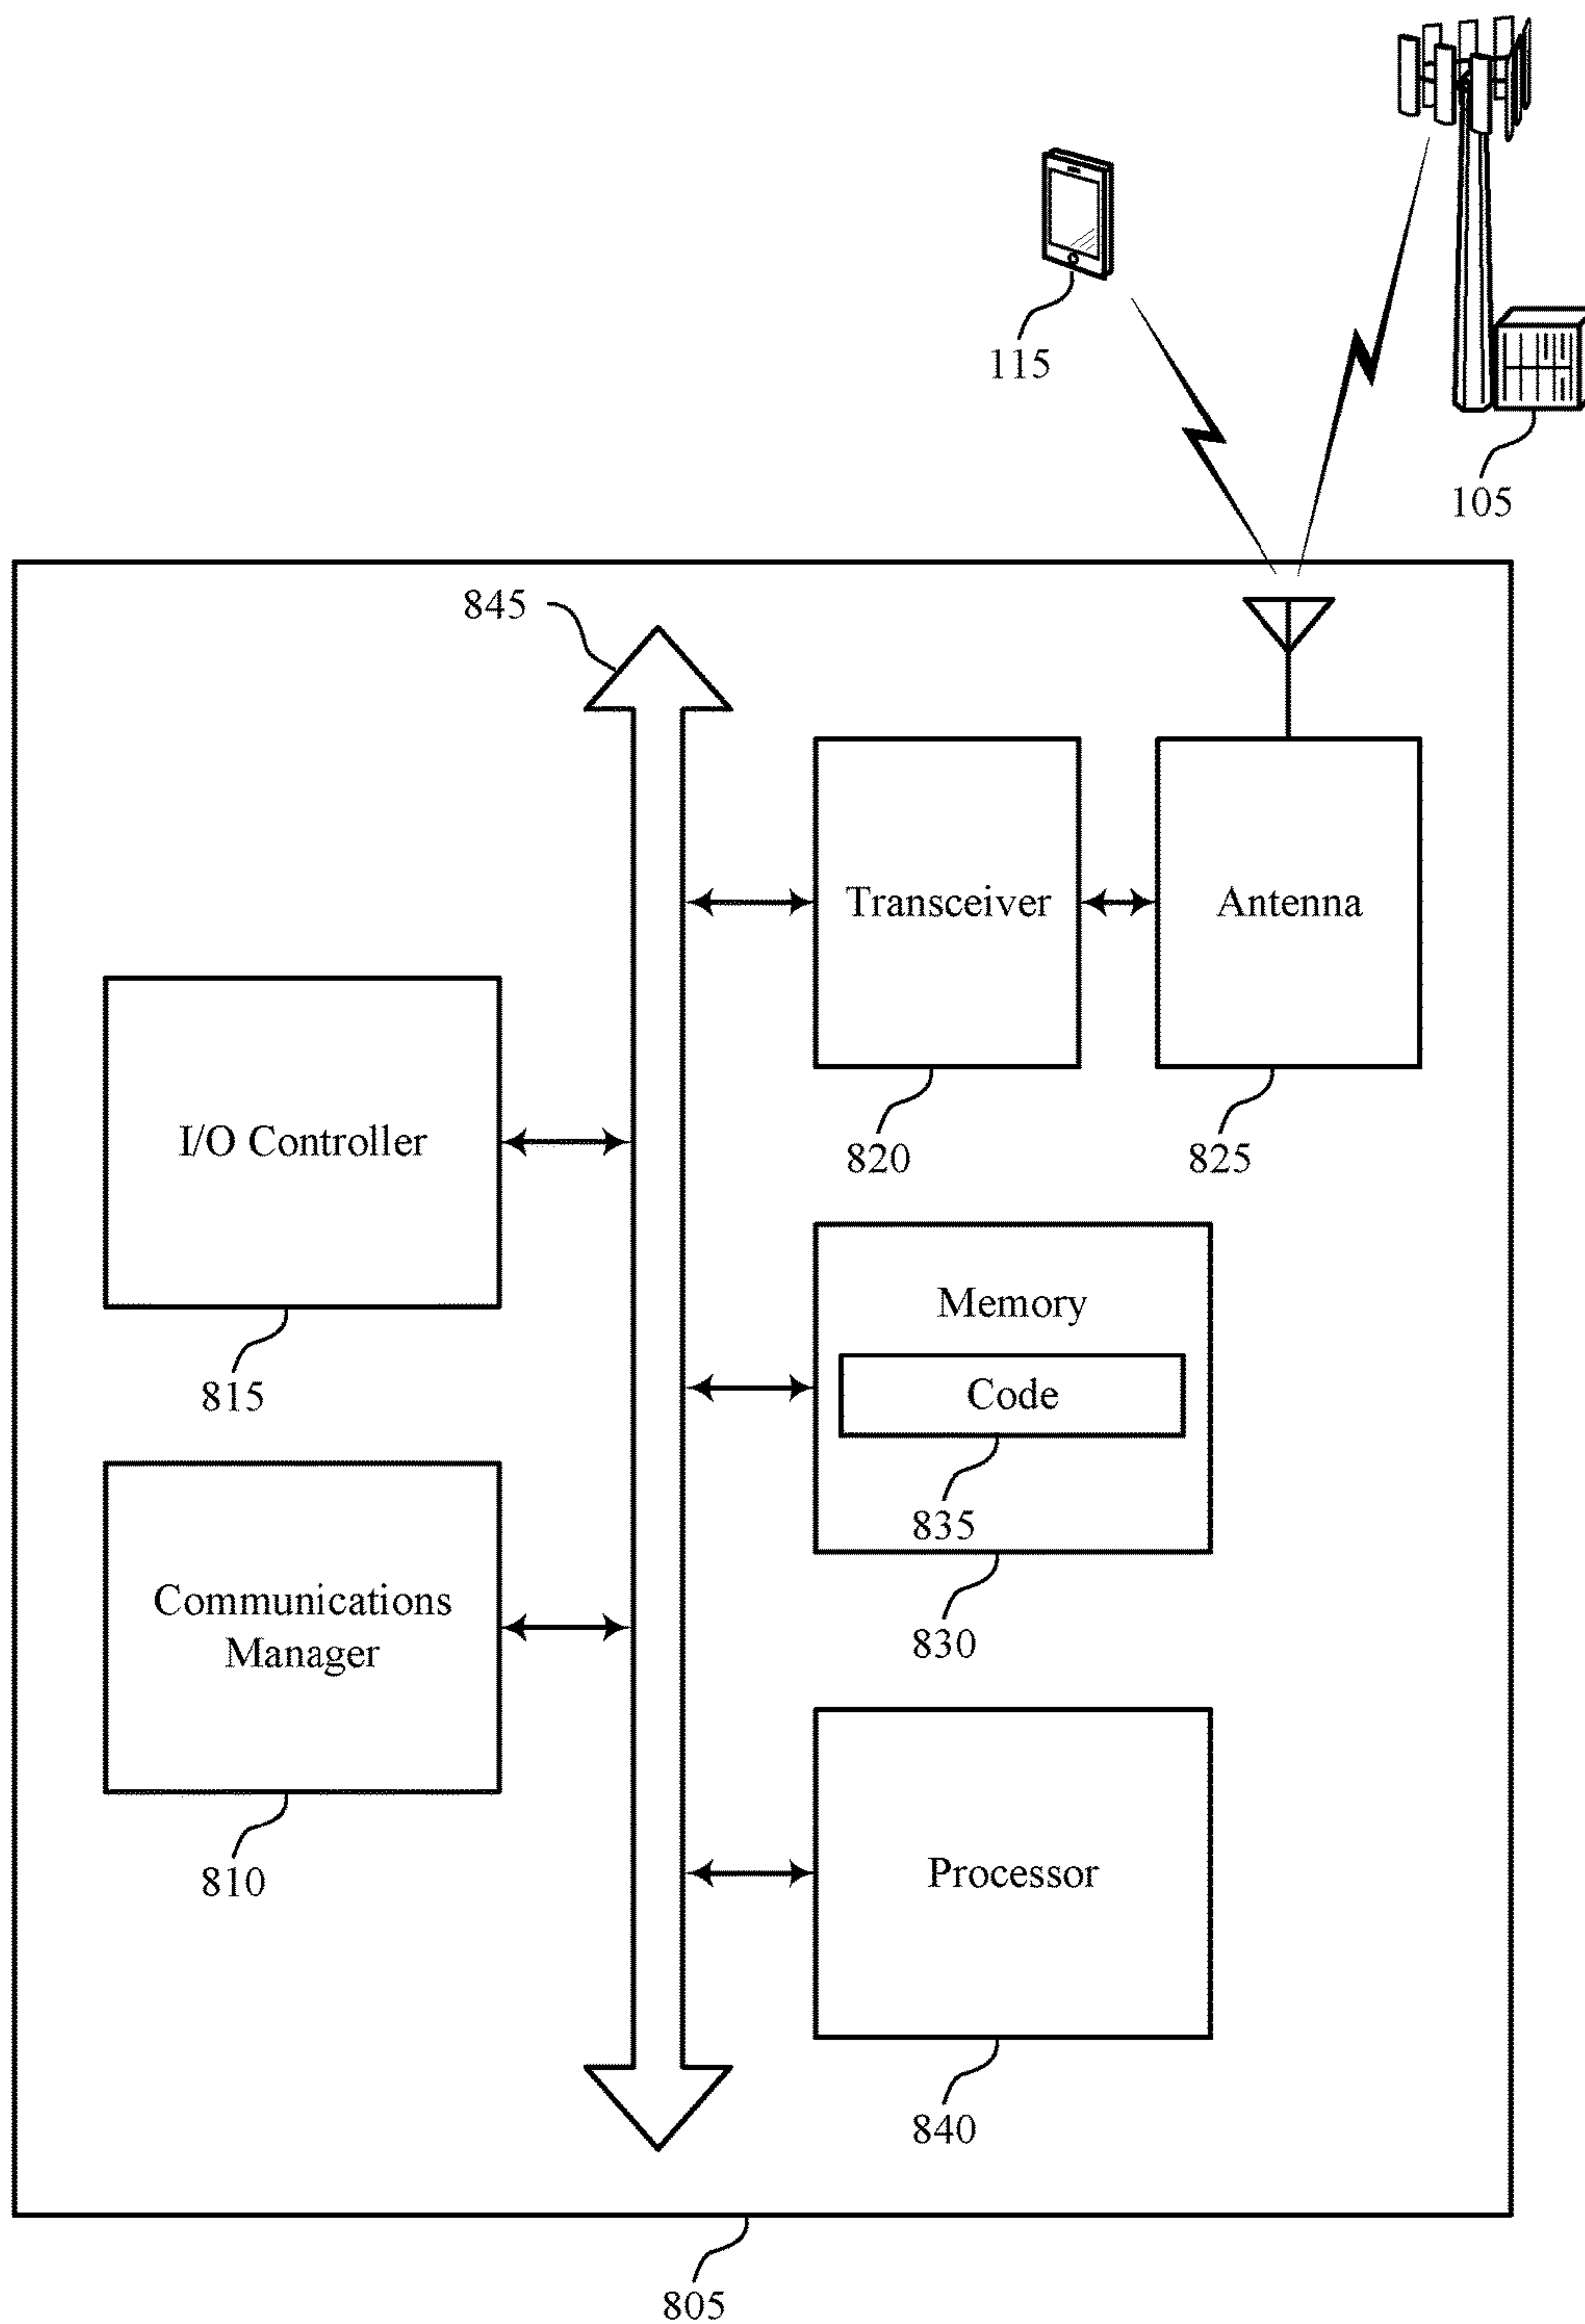 115
105
845
Transceiver
Antenna
820
825
I/O Controller
815
Memory
Code
835
830
Communications
Manager
810
Processor
840
805